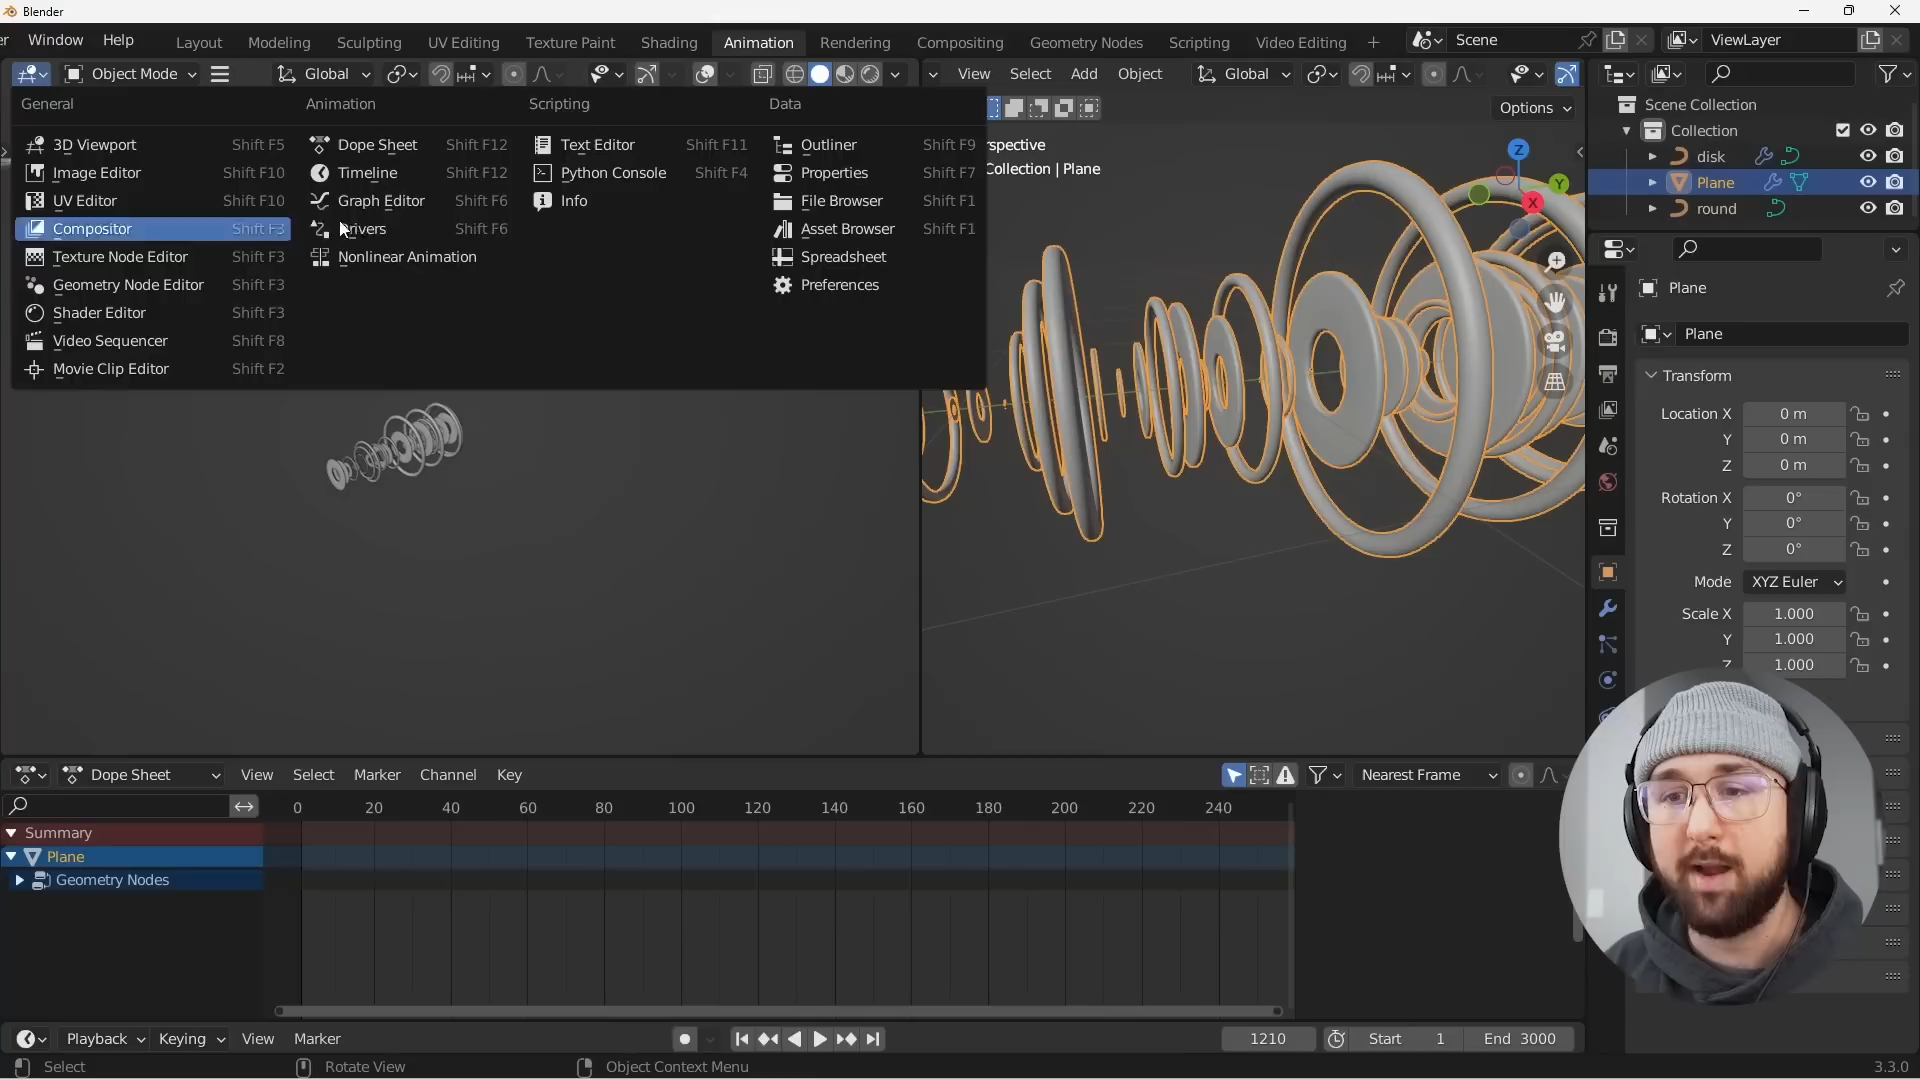 Blender
er Window Help Layout Modeling Sculpting UV Editing Texture Paint Shading Animation Rendering Compositing Geometry Nodes Scripting Video Editing + Scene ViewLayer
Object Mode Global View Select Add Object Global
General Animation Scripting Data Options Scene Collection
Collection
3D Viewport Shift F5 Dope Sheet Shift F12 Text Editor Shift F11 Outliner Shift F9 rspective disk
Image Editor Shift F10 Timeline Shift F12 Python Console Shift F4 Properties Shift F7 Collection | Plane Plane
UV Editor Shift F10 Graph Editor Shift F6 Info File Browser Shift F1 round
Compositor Shift F3 rivers Shift F6 Asset Browser Shift F1
Texture Node Editor Shift F3 Nonlinear Animation Spreadsheet
Geometry Node Editor Shift F3 Preferences
Shader Editor Shift F3
Video Sequencer Shift F8
Movie Clip Editor Shift F2
Z
Y
X
Plane
Plane
Transform
Location X 0 m
Y 0 m
Z 0 m
Rotation X 0°
Y 0°
Z 0°
Mode XYZ Euler
Scale X 1.000
Y 1.000
Z 1.000
Dope Sheet View Select Marker Channel Key Nearest Frame
0 20 40 60 80 100 120 140 160 180 200 220 240
Summary
Plane
Geometry Nodes
Playback Keying View Marker 1210 Start 1 End 3000
Select Rotate View Object Context Menu 3.3.0